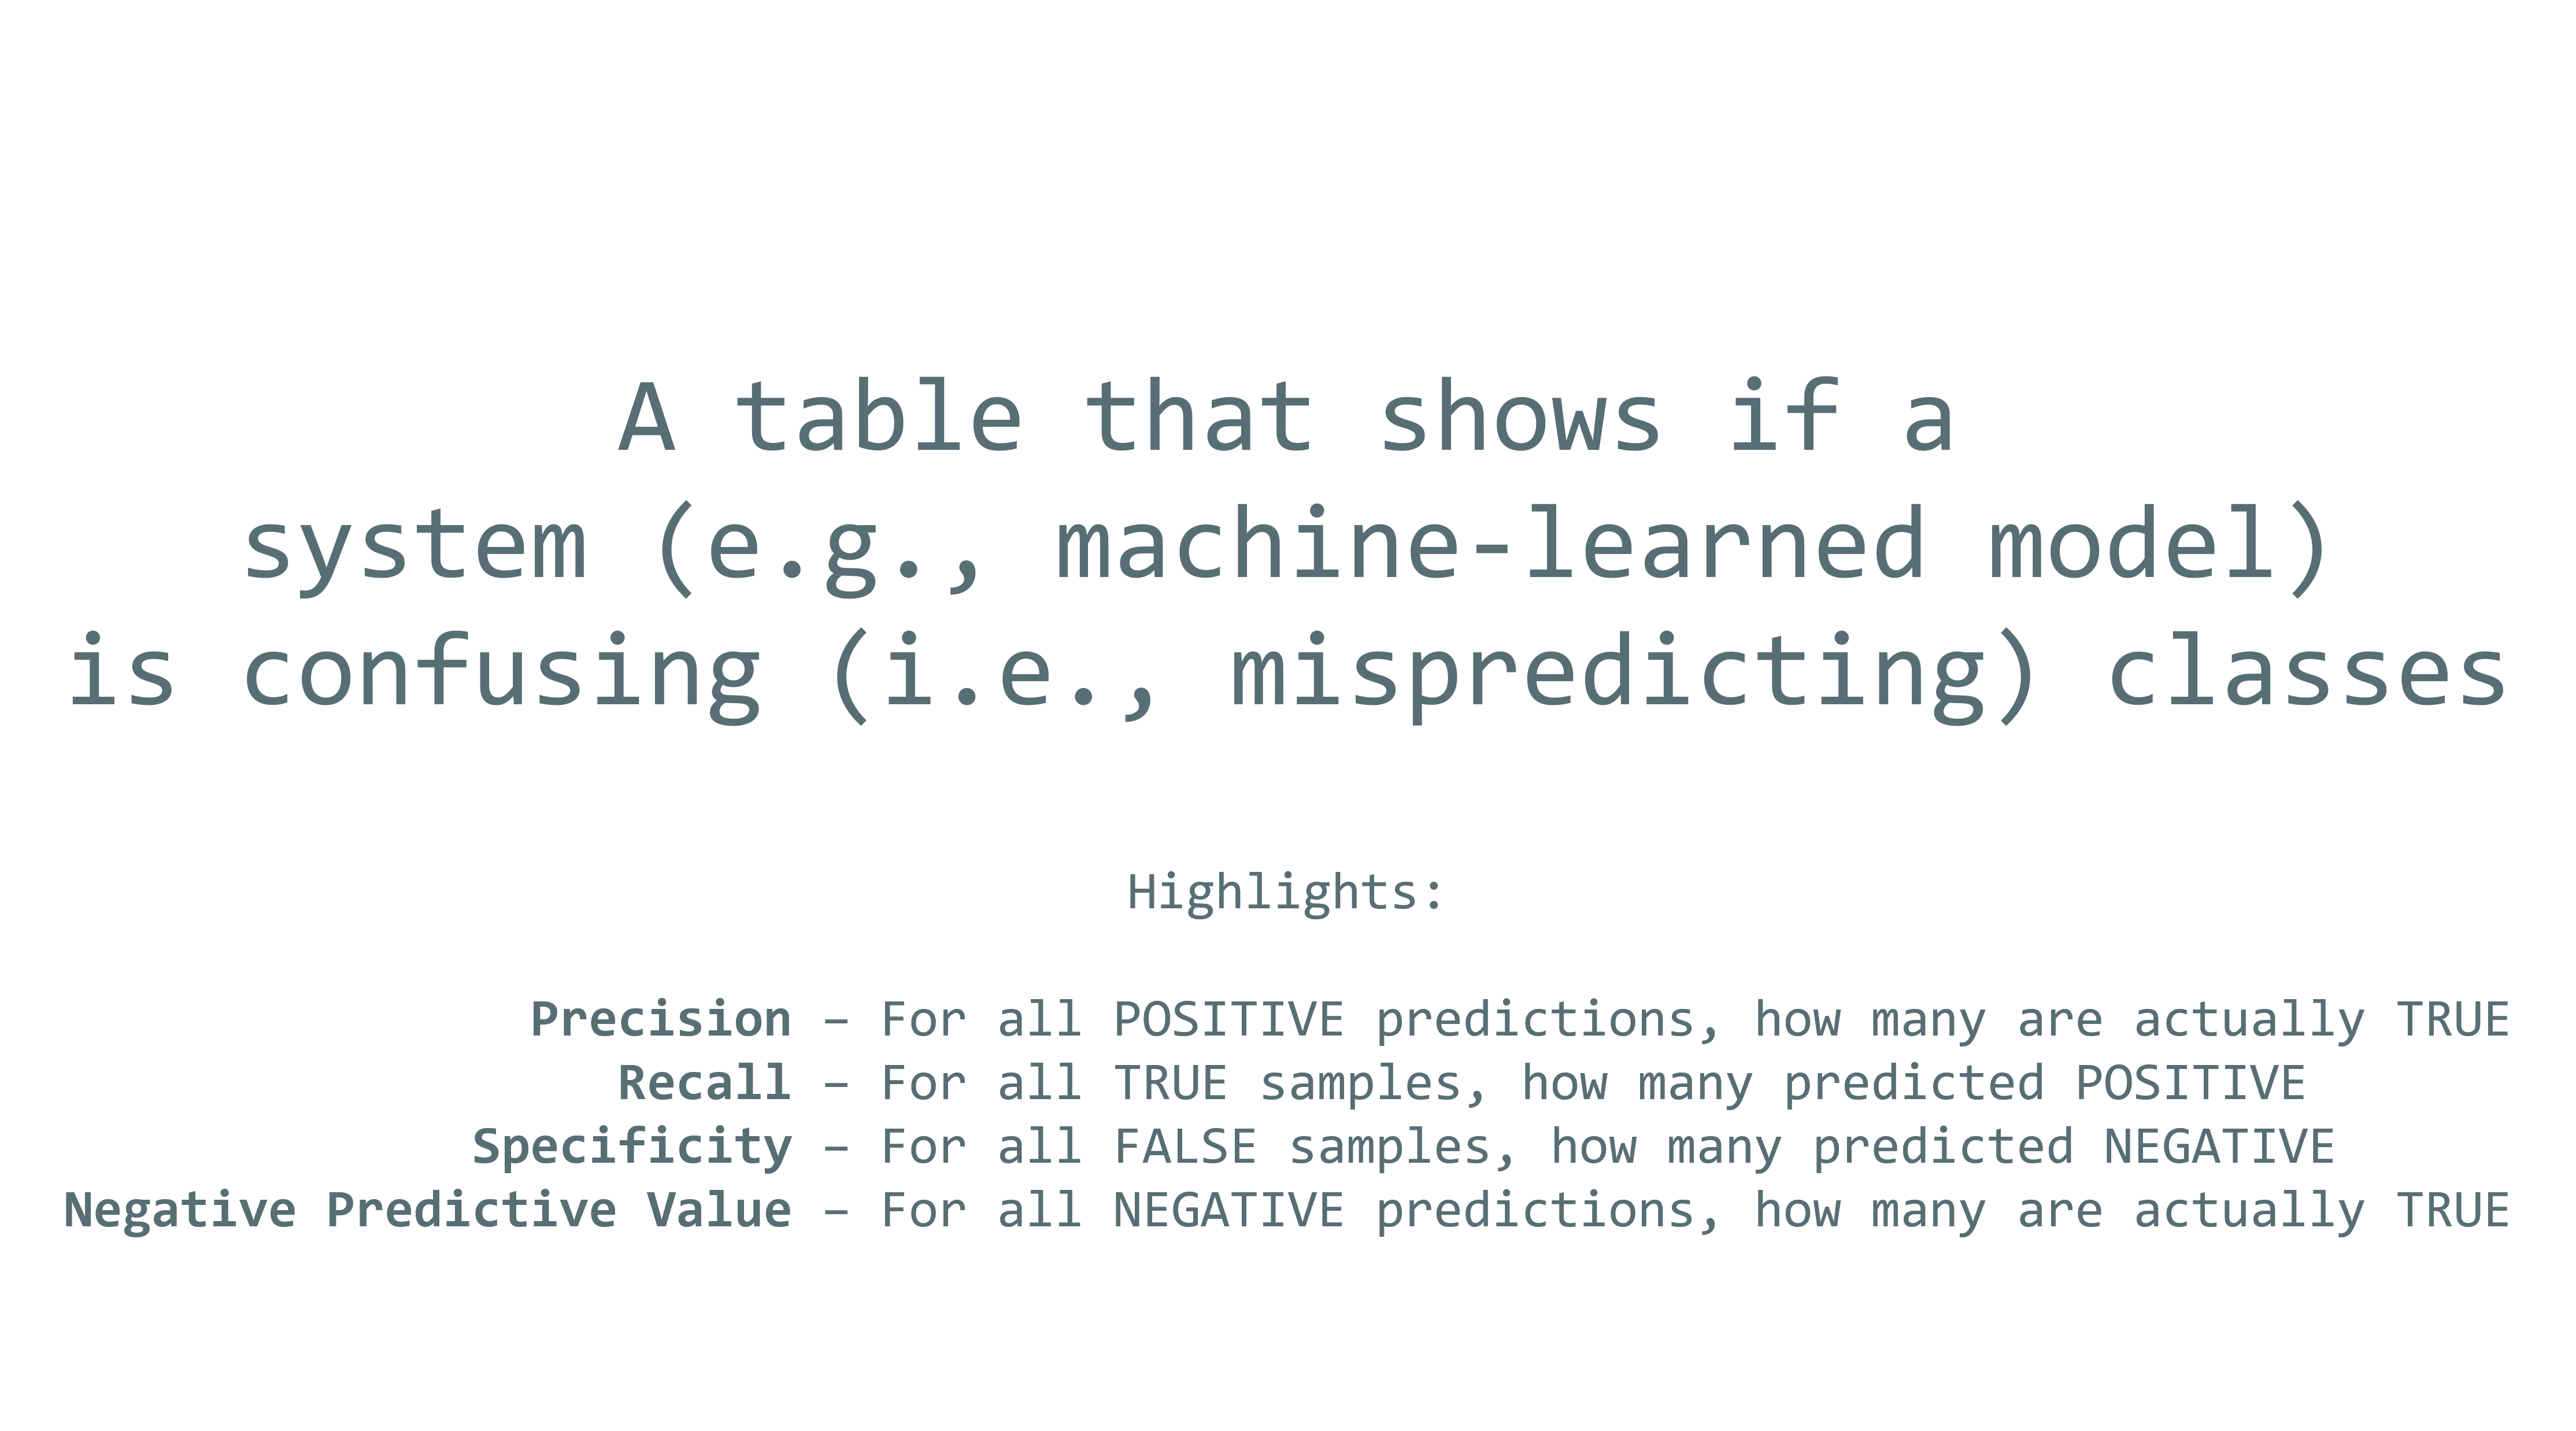 A table that shows if a
system (e.g., machine-learned model)
is confusing (i.e., mispredicting) classes
Highlights:
Precision – For all POSITIVE predictions, how many are actually TRUE
Recall – For all TRUE samples, how many predicted POSITIVE
Specificity – For all FALSE samples, how many predicted NEGATIVE
Negative Predictive Value – For all NEGATIVE predictions, how many are actually TRUE